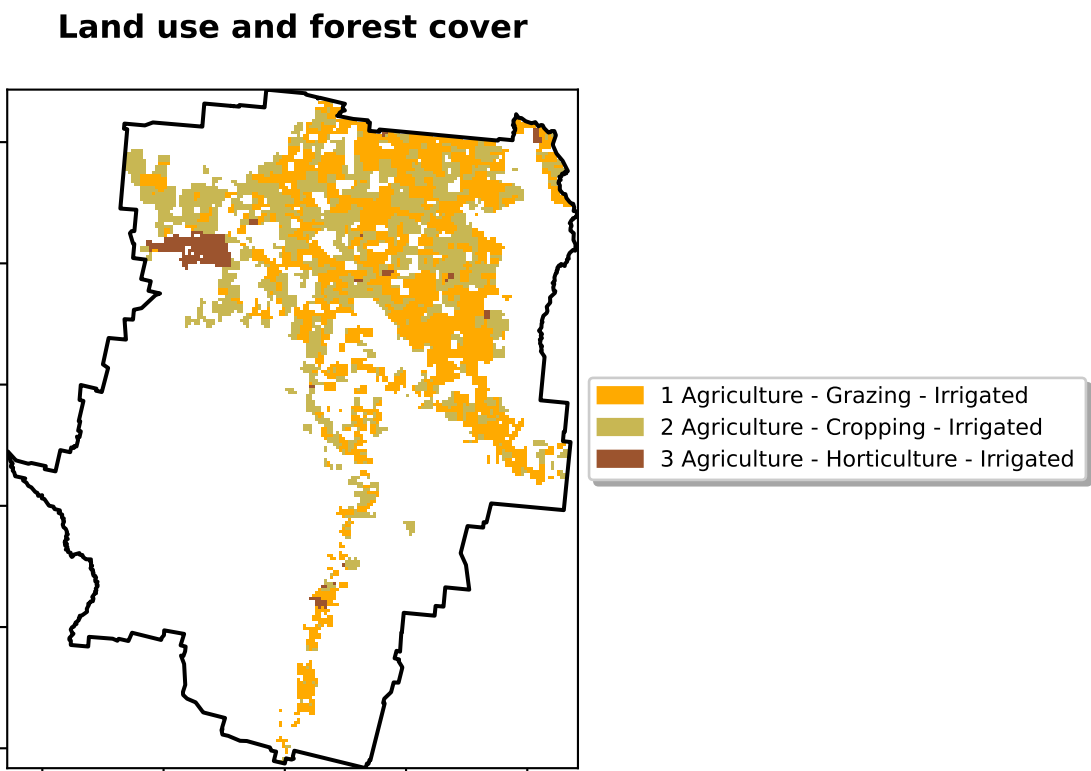 Land use and forest cover
1 Agriculture - Grazing - Irrigated
2 Agriculture - Cropping - Irrigated
3 Agriculture - Horticulture - Irrigated